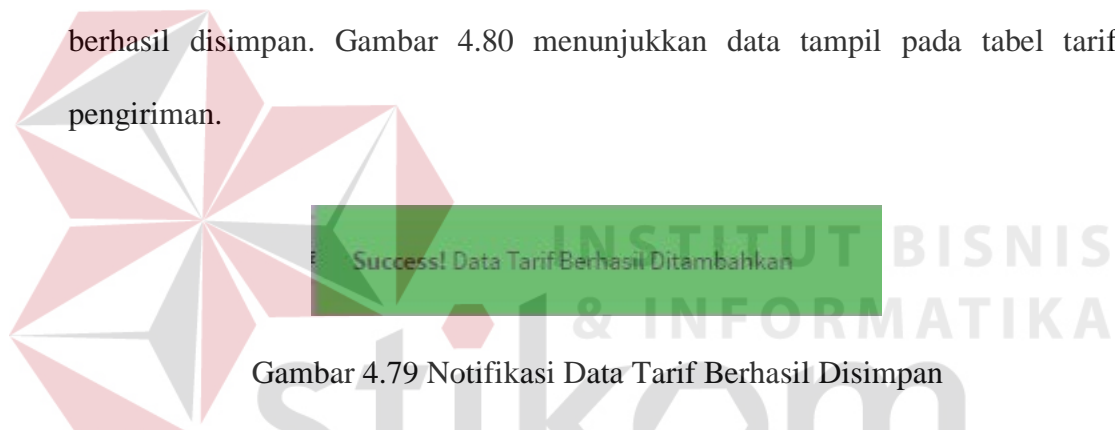 berhasil disimpan. Gambar 4.80 menunjukkan data tampil pada tabel tarif
pengiriman.
INSTITUT BISNIS
Success! Data Tarif Berhasil Ditambahkan
& INFORMATIKA
Gambar 4.79 Notifikasi Data Tarif Berhasil Disimpan
stikom